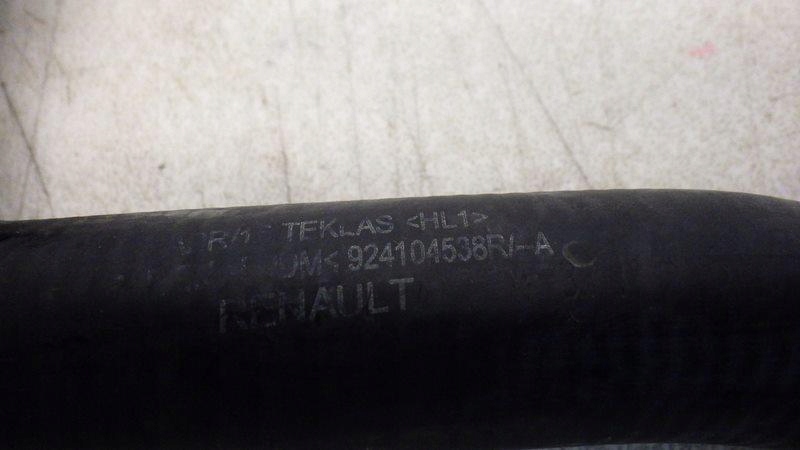 TEKLAS <HL1>
924104538R/--A
RENAULT